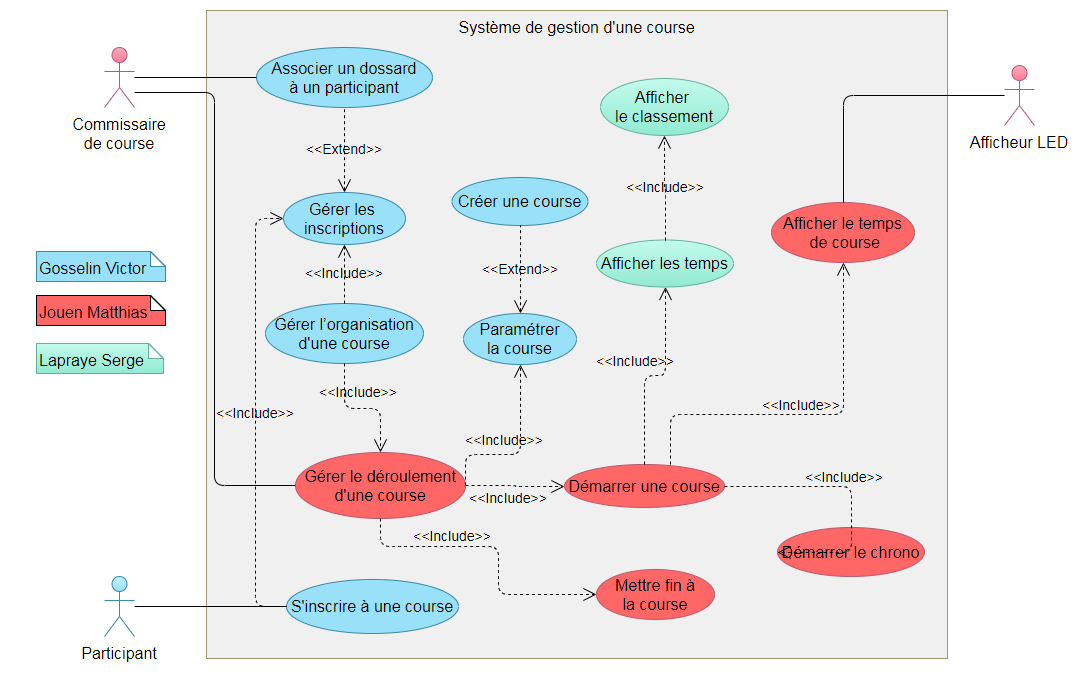 Système de gestion d'une course
Commissaire
de course
Associer un dossard
à un participant
Afficher
le classement
Afficheur LED
<<Extend>>
<<Include>>
Gérer les
inscriptions
Créer une course
Afficher le temps
de course
<<Include>>
<<Extend>>
Afficher les temps
Gosselin Victor
Jouen Matthias
Lapraye Serge
Gérer l’organisation
d'une course
Paramétrer
la course
<<Include>>
<<Include>>
<<Include>>
<<Include>>
<<Include>>
Gérer le déroulement
d'une course
<<Include>>
Démarrer une course
<<Include>>
<<Include>>
Démarrer le chrono
Mettre fin à
la course
S'inscrire à une course
Participant